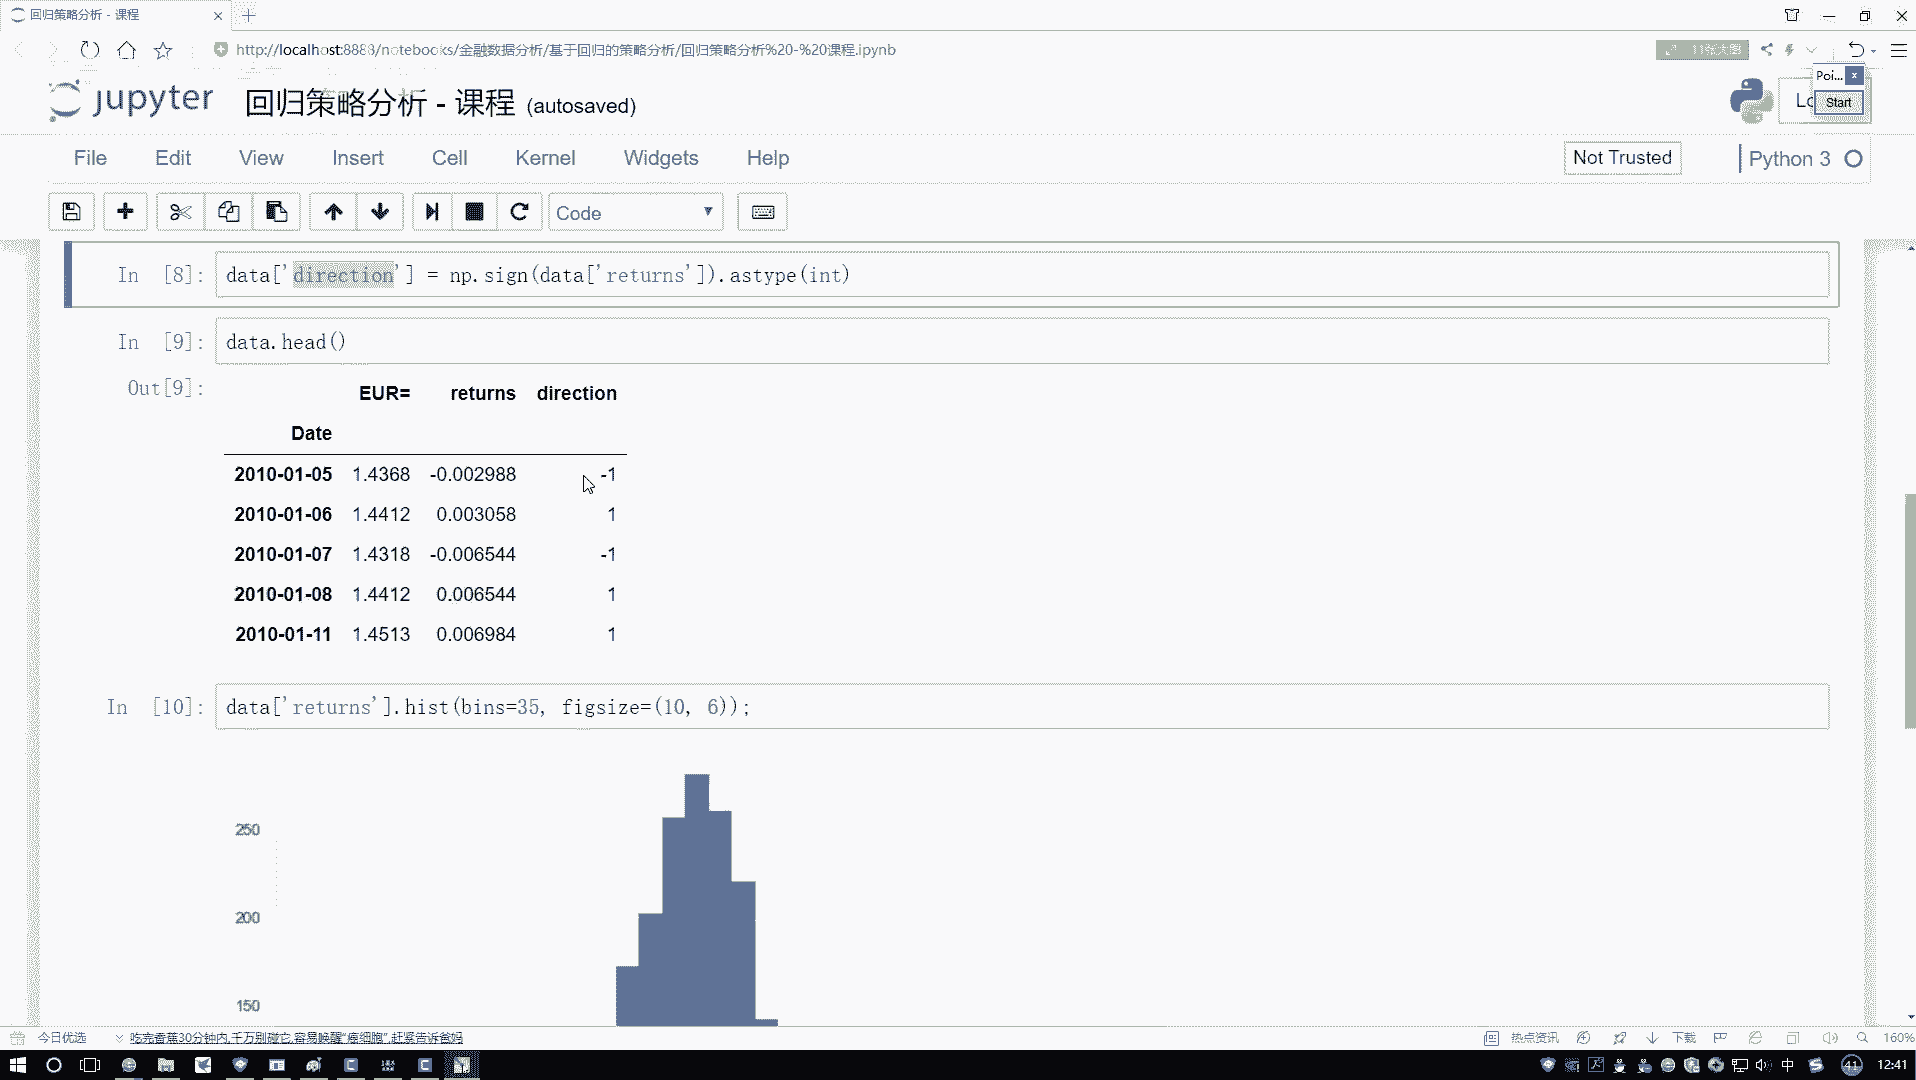 回归策略分析 - 课程
http://localhost:8888/notebooks/金融数据分析/基于回归的策略分析/回归策略分析%20-%20课程.ipynb
Poi...
jupyter 回归策略分析 - 课程 (autosaved)
Start
File Edit View Insert Cell Kernel Widgets Help
Not Trusted
Python 3
Code
In [8]: data['direction'] = np.sign(data['returns']).astype(int)
In [9]: data.head()
Out[9]:
EUR= returns direction
Date
2010-01-05 1.4368 -0.002988 -1
2010-01-06 1.4412 0.003058 1
2010-01-07 1.4318 -0.006544 -1
2010-01-08 1.4412 0.006544 1
2010-01-11 1.4513 0.006984 1
In [10]: data['returns'].hist(bins=35, figsize=(10, 6));
250
200
150
今日优选
吃完香蕉30分钟内,千万别碰它,容易唤醒"癌细胞",赶紧告诉爸妈
热点资讯
下载
160%
中
41
12:41